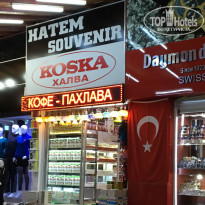 HATEM
SOUVENIR
KOSKA
ХАЛВА
КОФЕ - ПАХЛАВА
TOP Hotels
Daymond
SWISS